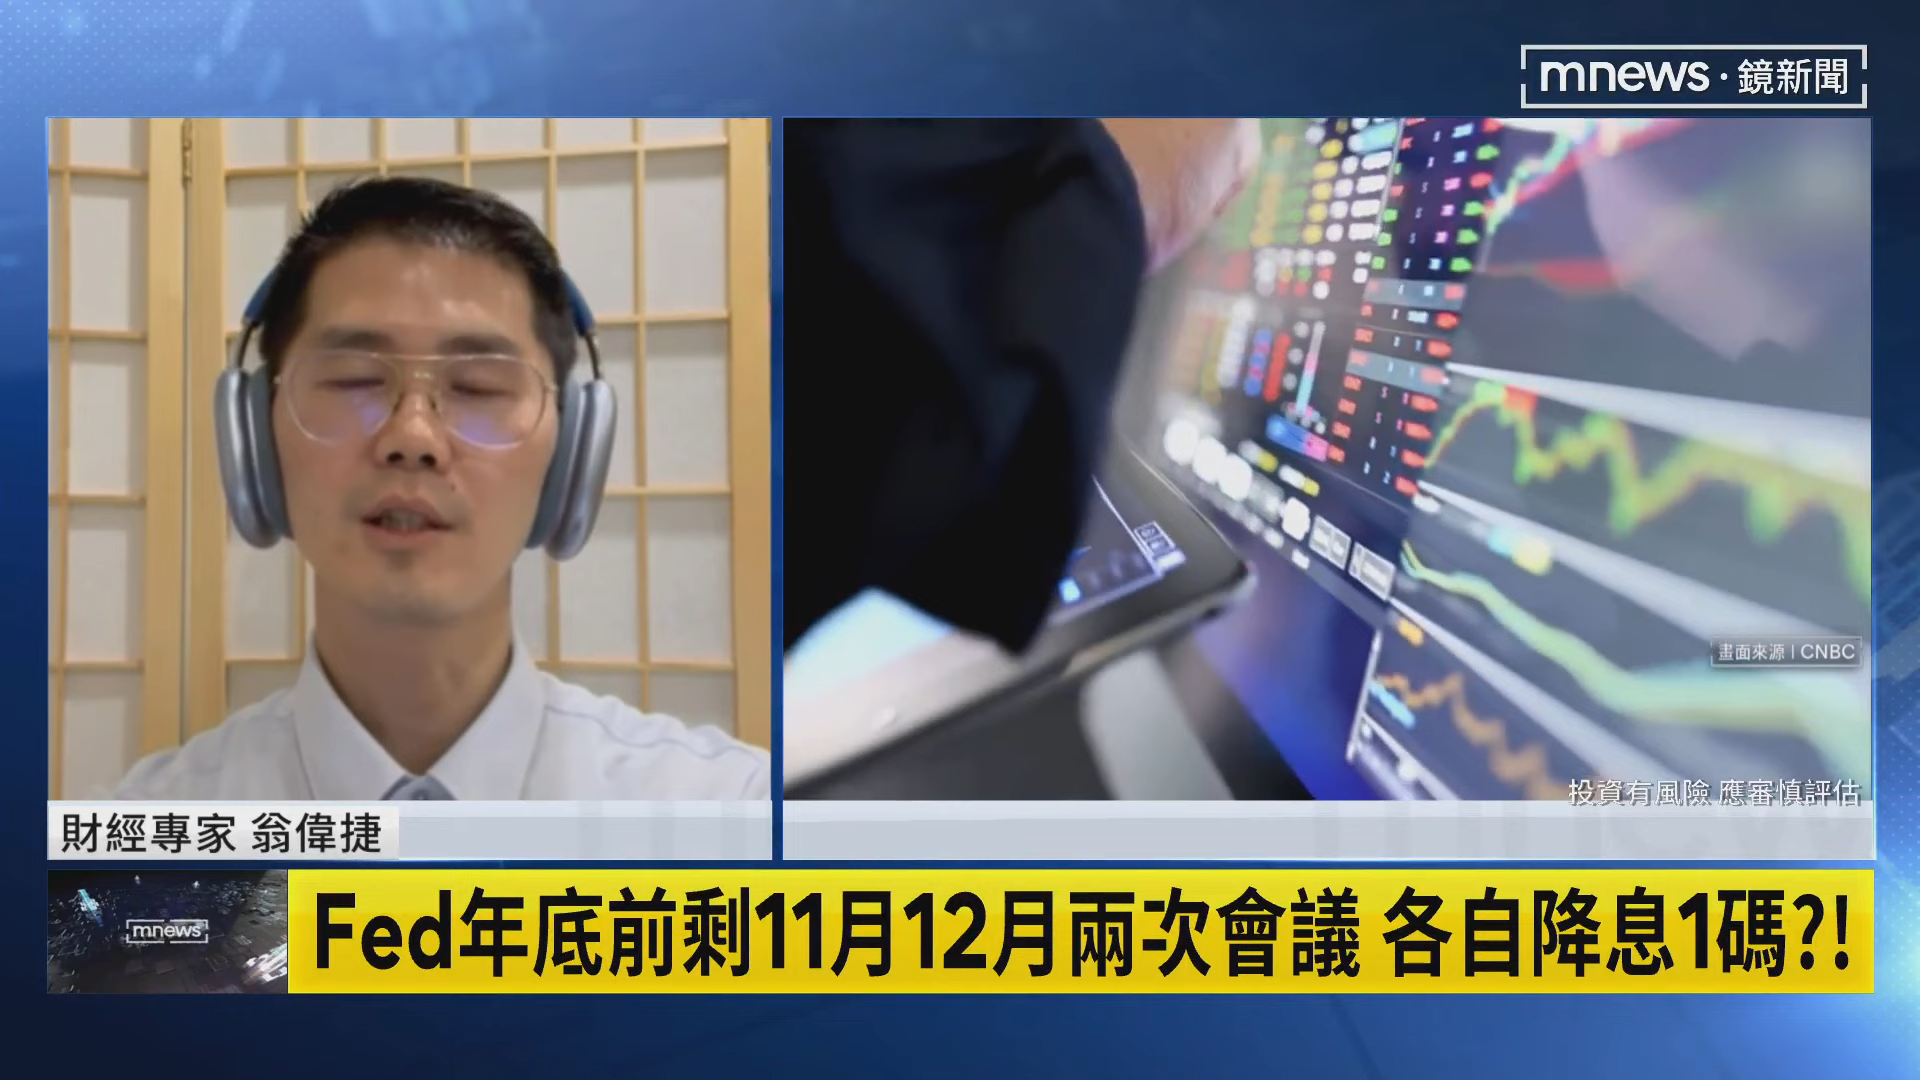 mnews·鏡新聞
畫面來源 | CNBC
投資有風險 應審慎評估
財經專家 翁偉捷
mnews
Fed年底前剩11月12月兩次會議 各自降息1碼?!